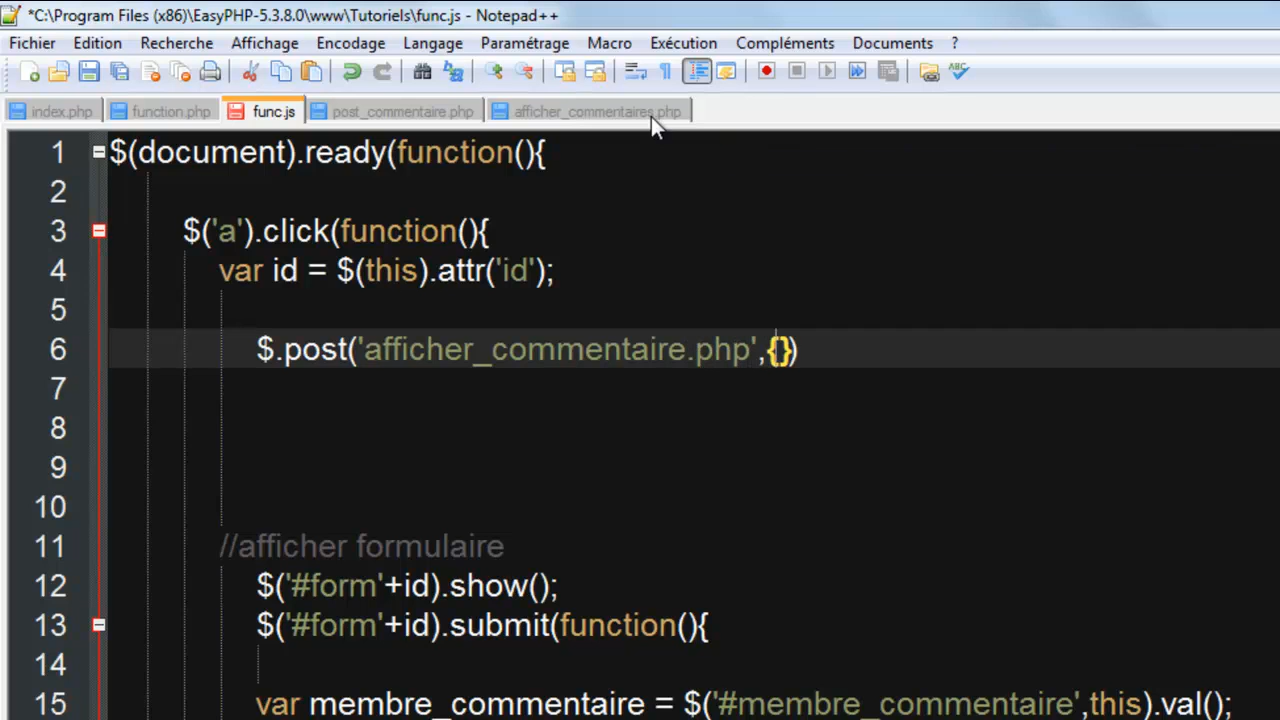 *C:\Program Files (x86)\EasyPHP-5.3.8.0\www\Tutoriels\func.js - Notepad++
Fichier Edition Recherche Affichage Encodage Langage Paramétrage Macro Exécution Compléments Documents ?
index.php function.php func.js post_commentaire.php afficher_commentaires.php
1 $(document).ready(function(){
2
3 $('a').click(function(){
4 var id = $(this).attr('id');
5
6 $.post('afficher_commentaire.php',{})
7
8
9
10
11 //afficher formulaire
12 $('#form'+id).show();
13 $('#form'+id).submit(function(){
14
15 var membre_commentaire = $('#membre_commentaire',this).val();